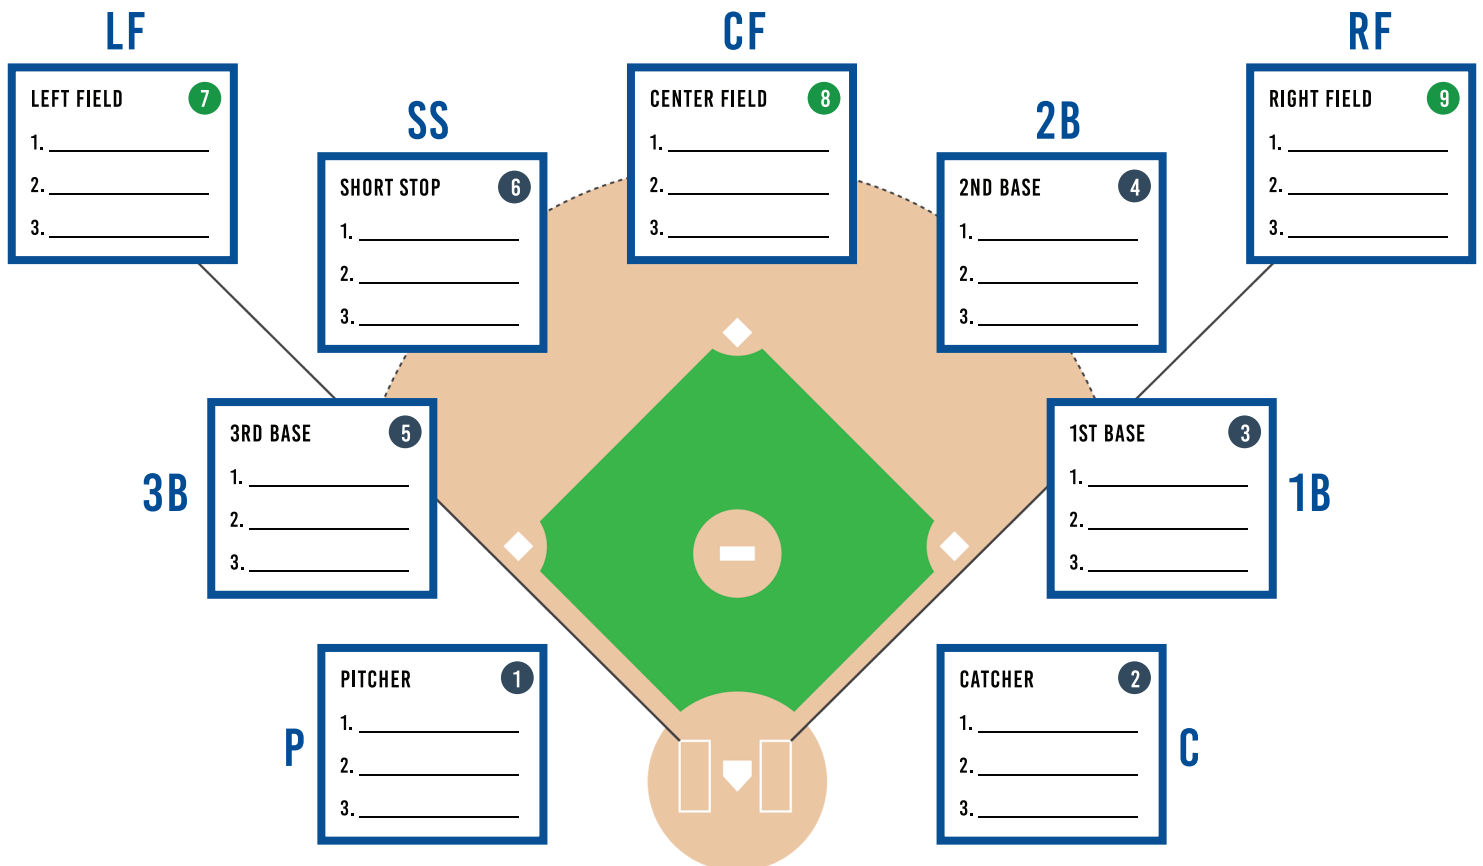 LF
CF
RF
LEFT FIELD 7
1.
2.
3.
SS
SHORT STOP 6
1.
2.
3.
CENTER FIELD 8
1.
2.
3.
2B
2ND BASE 4
1.
2.
3.
RIGHT FIELD 9
1.
2.
3.
3B
3RD BASE 5
1.
2.
3.
1ST BASE 3
1.
2.
3.
1B
P
PITCHER 1
1.
2.
3.
CATCHER 2
1.
2.
3.
C